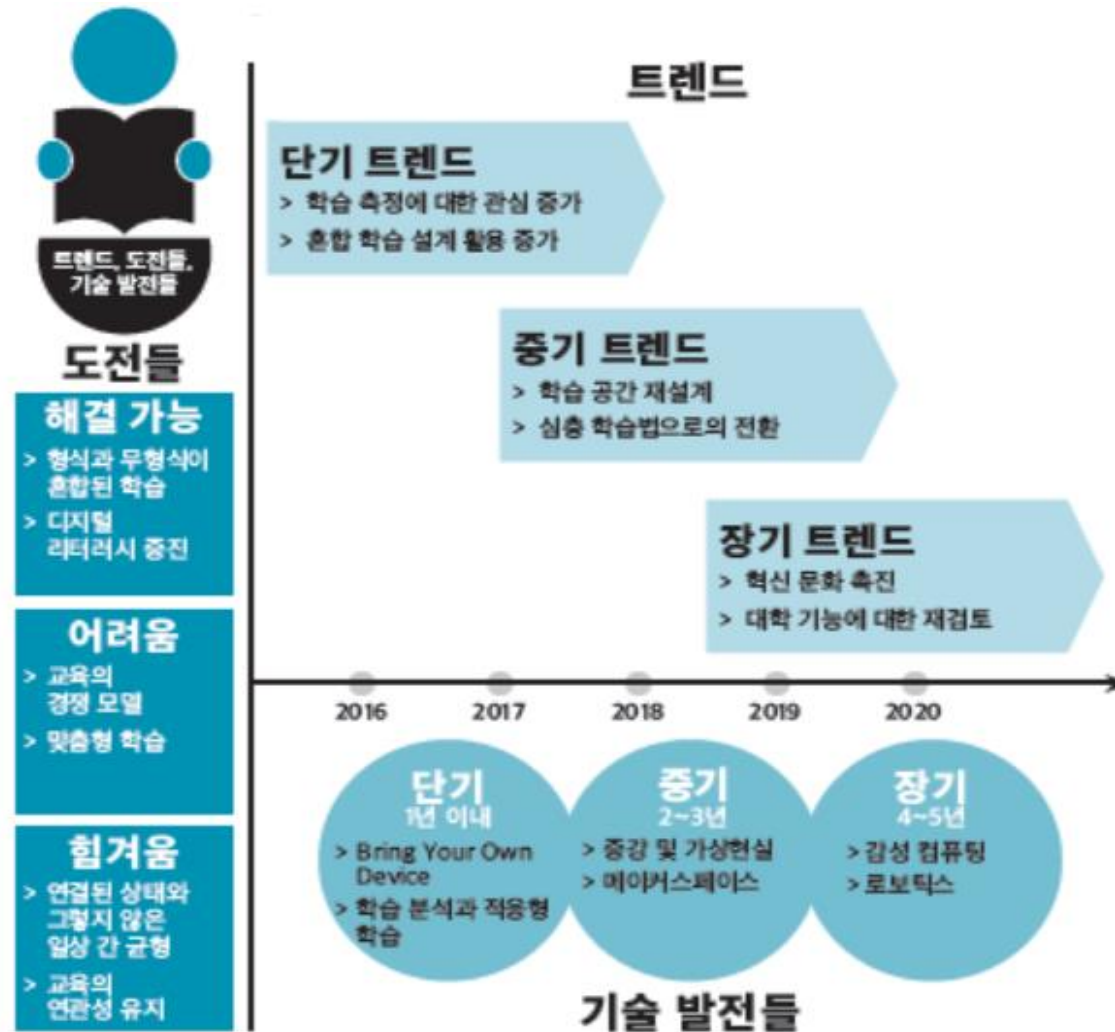 트렌드, 도전들,
기술 발전들
도전들
해결 가능
> 형식과 무형식이
혼합된 학습
> 디지털
리터러시 증진
어려움
> 교육의
경쟁 모델
> 맞춤형 학습
힘겨움
> 연결된 상태와
그렇지 않은
일상 간 균형
> 교육의
연관성 유지
트렌드
단기 트렌드
> 학습 측정에 대한 관심 증가
> 혼합 학습 설계 활용 증가
중기 트렌드
> 학습 공간 재설계
> 심층 학습법으로의 전환
장기 트렌드
> 혁신 문화 촉진
> 대학 기능에 대한 재검토
2016 2017 2018 2019 2020
단기
1년 이내
> Bring Your Own
Device
> 학습 분석과 적응형
학습
중기
2~3년
> 증강 및 가상현실
> 메이커스페이스
장기
4~5년
> 감성 컴퓨팅
> 로보틱스
기술 발전들